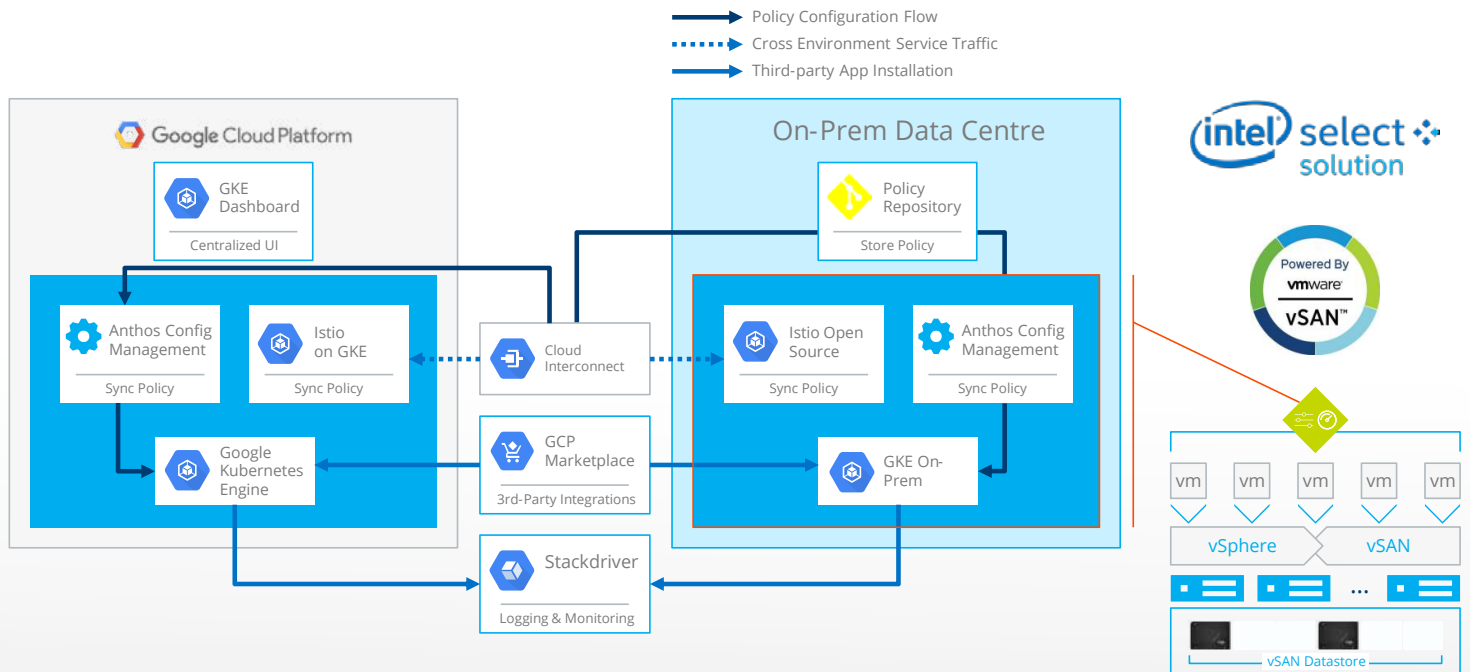 Policy Configuration Flow
Cross Environment Service Traffic
Third-party App Installation
Google Cloud Platform
GKE
Dashboard
Centralized UI
Anthos Config
Management
Sync Policy
Istio
on GKE
Sync Policy
Google
Kubernetes
Engine
Cloud
Interconnect
GCP
Marketplace
3rd-Party Integrations
Stackdriver
Logging & Monitoring
On-Prem Data Centre
Policy
Repository
Store Policy
Istio Open
Source
Sync Policy
Anthos Config
Management
Sync Policy
GKE On-
Prem
intel® select
solution
Powered By
vmware®
vSAN™
vm vm vm vm vm
vSphere vSAN
...
vSAN Datastore